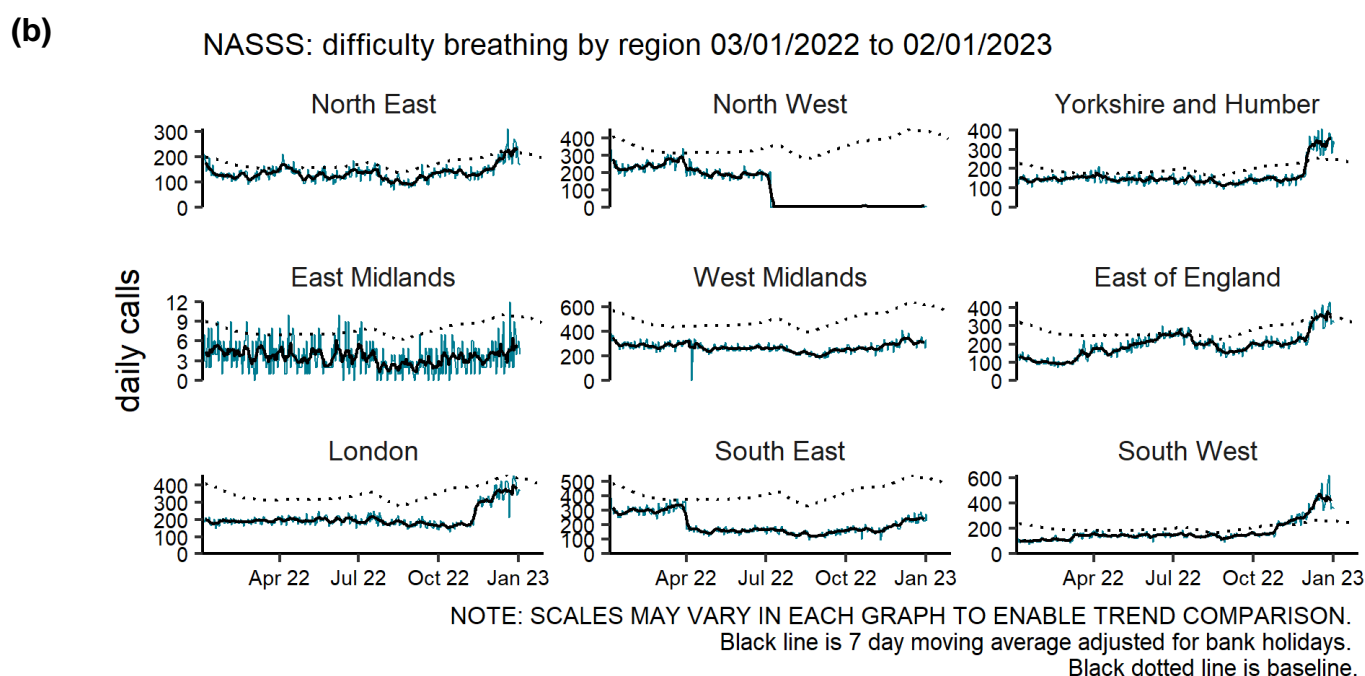 (b)
NASSS: difficulty breathing by region 03/01/2022 to 02/01/2023
daily calls
North East
300
200
100
0
North West
400
300
200
100
0
Yorkshire and Humber
400
300
200
100
0
East Midlands
12
9
6
3
0
West Midlands
600
400
200
0
East of England
400
300
200
100
0
London
400
300
200
100
0
Apr 22 Jul 22 Oct 22 Jan 23
South East
500
400
300
200
100
0
Apr 22 Jul 22 Oct 22 Jan 23
South West
600
400
200
0
Apr 22 Jul 22 Oct 22 Jan 23
NOTE: SCALES MAY VARY IN EACH GRAPH TO ENABLE TREND COMPARISON.
Black line is 7 day moving average adjusted for bank holidays.
Black dotted line is baseline.